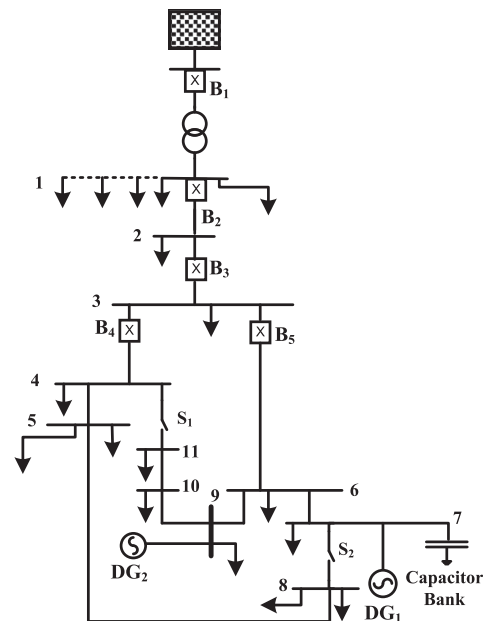 X
B₁
1
X
B₂
2
X
B₃
3
B₄
X
X
B₅
4
5
S₁
11
10
9
6
7
DG₂
S₂
8
DG₁
Capacitor
Bank